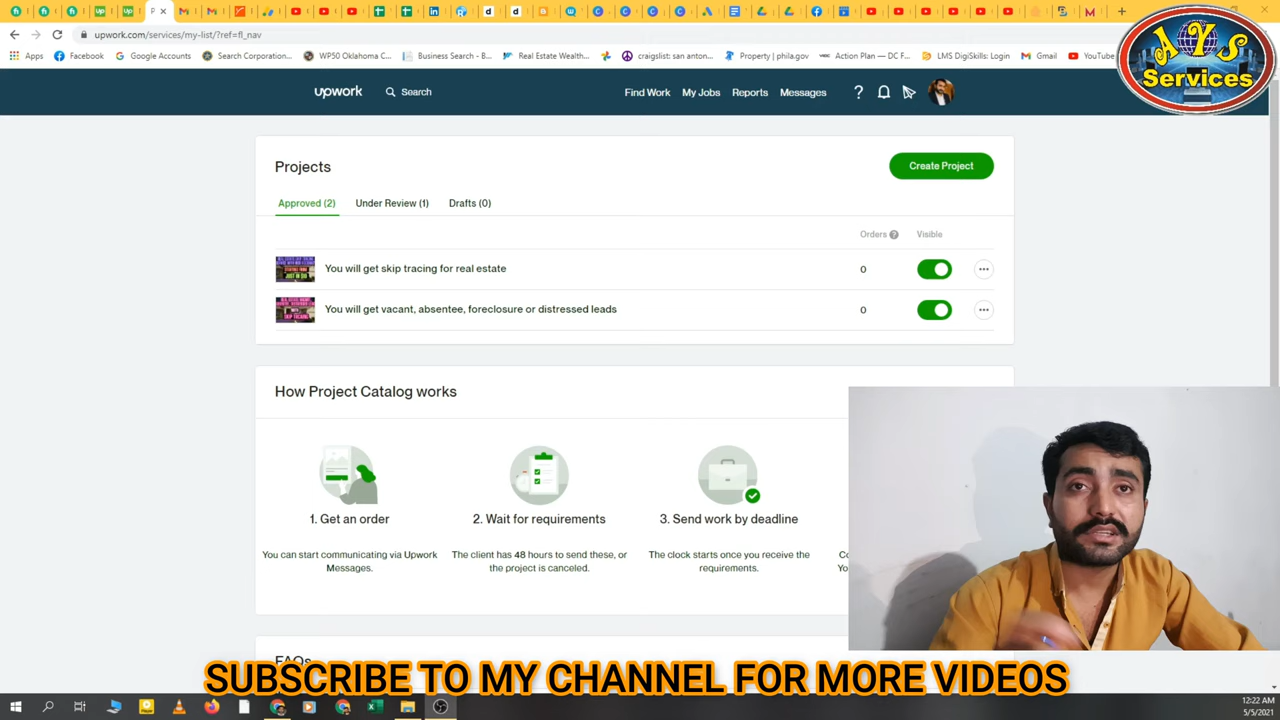 upwork.com/services/my-list/?ref=fl_nav
Apps Facebook Google Accounts Search Corporation... WP50 Oklahoma C... Business Search - B... Real Estate Wealth... craigslist: san anton... Property | phila.gov Action Plan — DC F... LMS DigiSkills: Login Gmail YouTube
AYS
Services
upwork Search Find Work My Jobs Reports Messages ?
Projects Create Project
Approved (2) Under Review (1) Drafts (0)
Orders ? Visible
You will get skip tracing for real estate 0
You will get vacant, absentee, foreclosure or distressed leads 0
How Project Catalog works
1. Get an order 2. Wait for requirements 3. Send work by deadline
You can start communicating via Upwork The client has 48 hours to send these, or The clock starts once you receive the
Messages. the project is canceled. requirements.
FAQs
SUBSCRIBE TO MY CHANNEL FOR MORE VIDEOS
12:22 AM
5/5/2021